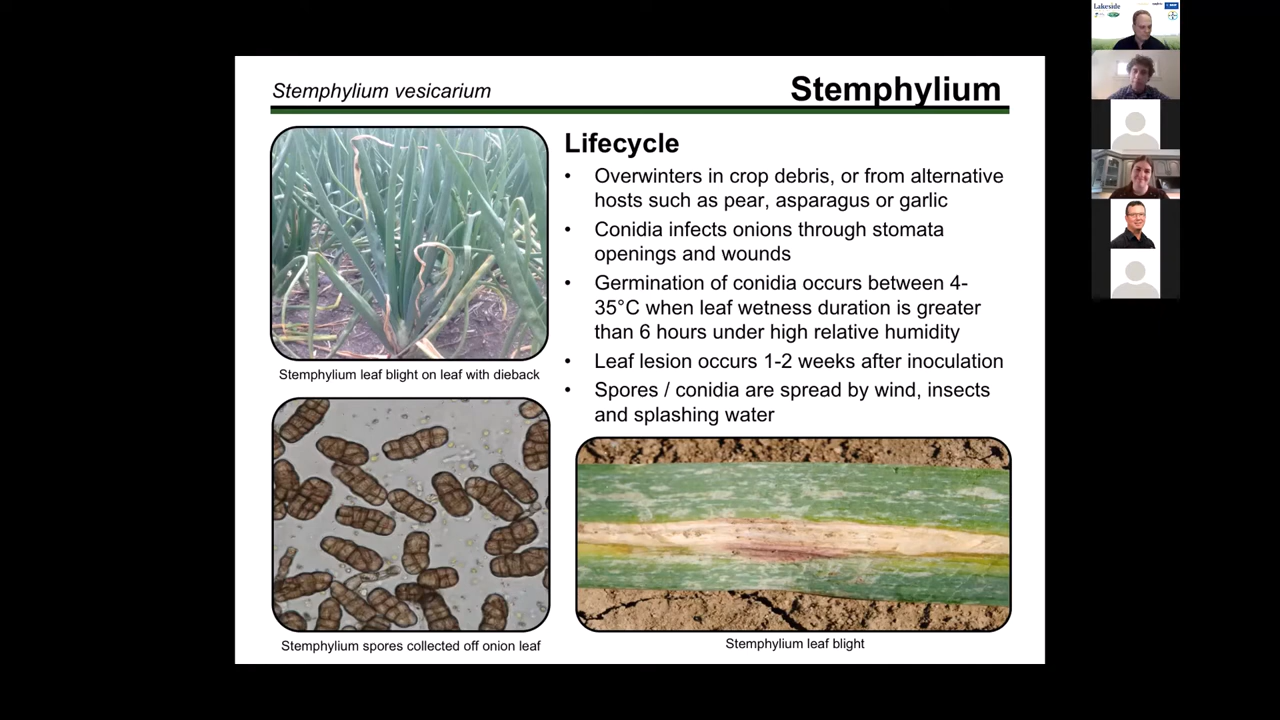 Stemphylium vesicarium
Stemphylium
Stemphylium leaf blight on leaf with dieback
Stemphylium spores collected off onion leaf
Lifecycle
• Overwinters in crop debris, or from alternative
hosts such as pear, asparagus or garlic
• Conidia infects onions through stomata
openings and wounds
• Germination of conidia occurs between 4-
35°C when leaf wetness duration is greater
than 6 hours under high relative humidity
• Leaf lesion occurs 1-2 weeks after inoculation
• Spores / conidia are spread by wind, insects
and splashing water
Stemphylium leaf blight
Lakeside